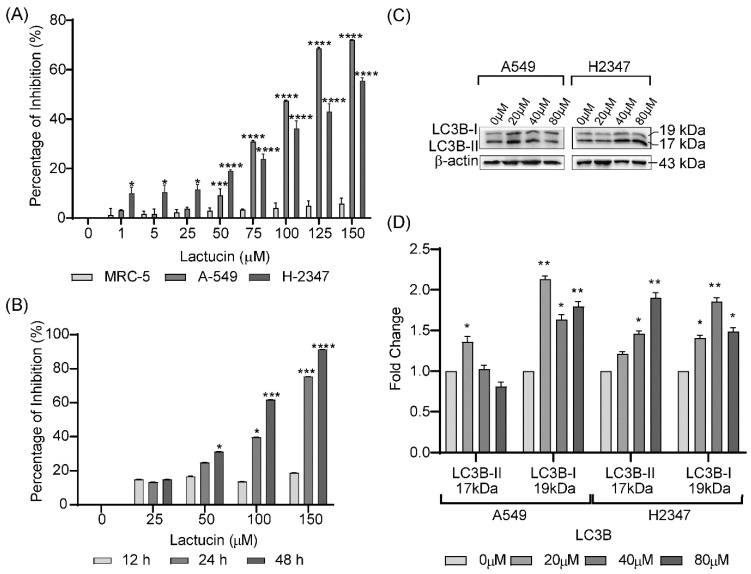 (A)
80
60
40
20
0
Percentage of Inhibition (%)
* * * *** **** **** **** **** **** **** **** **** ****
0 1 5 25 50 75 100 125 150
Lactucin (μM)
MRC-5 A-549 H-2347
(B)
100
80
60
40
20
0
Percentage of Inhibition (%)
* * *** *** ****
0 25 50 100 150
Lactucin (μM)
12 h 24 h 48 h
(C)
A549 H2347
0μM 20μM 40μM 80μM 0μM 20μM 40μM 80μM
LC3B-I 19 kDa
LC3B-II 17 kDa
β-actin 43 kDa
(D)
2.5
2.0
1.5
1.0
0.5
0.0
Fold Change
* ** * ** * ** * ** *
LC3B-II LC3B-I LC3B-II LC3B-I
17kDa 19kDa 17kDa 19kDa
A549 H2347
LC3B
0μM 20μM 40μM 80μM